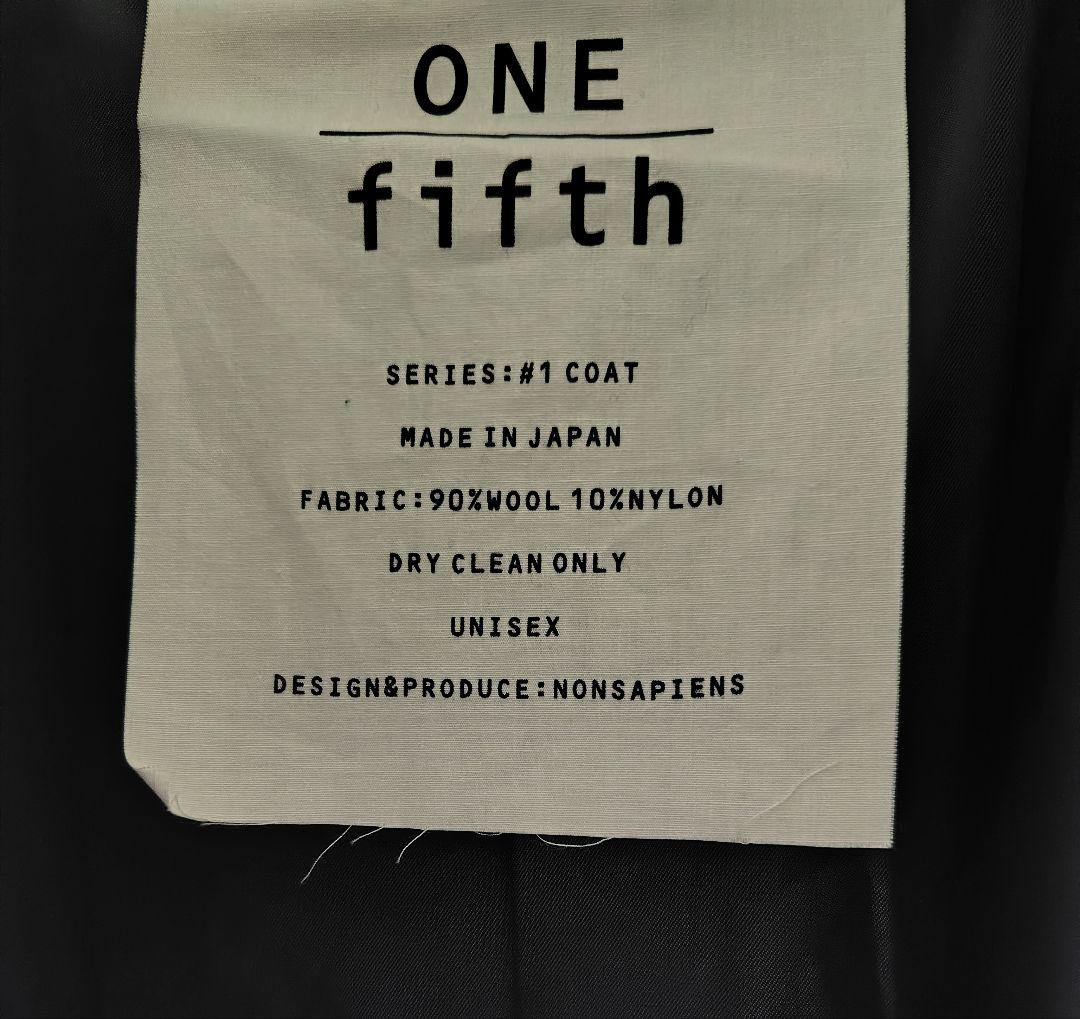 ONE
fifth
SERIES:#1 COAT
MADE IN JAPAN
FABRIC:90%WOOL 10%NYLON
DRY CLEAN ONLY
UNISEX
DESIGN&PRODUCE:NONSAPIENS